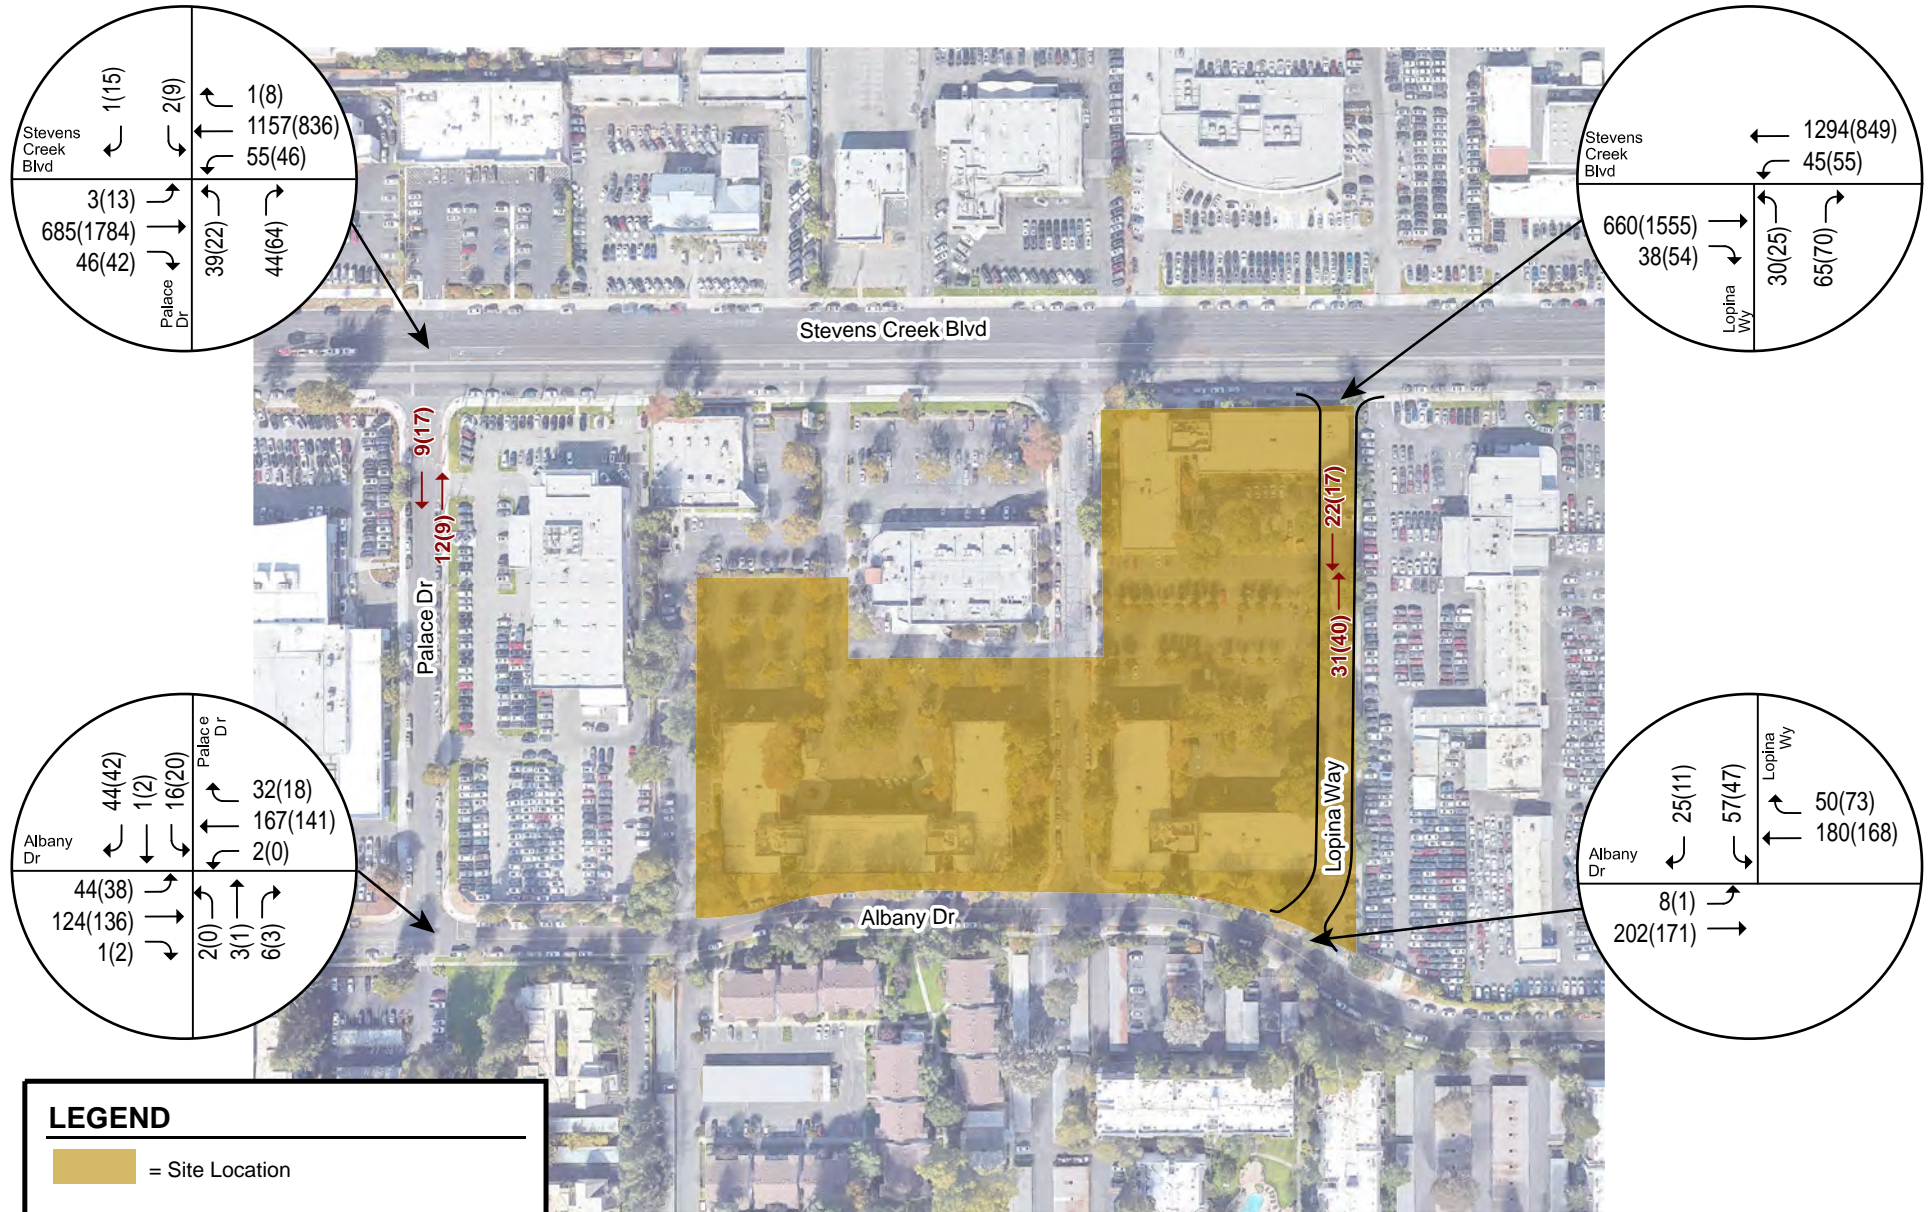 1(15)
2(9)
1(8)
1157(836)
55(46)
Stevens
Creek
Blvd
3(13)
685(1784)
46(42)
39(22)
44(64)
Palace
Dr
Stevens
Creek
Blvd
1294(849)
45(55)
660(1555)
38(54)
30(25)
65(70)
Lopina
Wy
Stevens Creek Blvd
9(17)
12(9)
Palace Dr
22(17)
31(40)
Lopina Way
Albany Dr
44(42)
1(2)
16(20)
Palace
Dr
32(18)
167(141)
2(0)
Albany
Dr
44(38)
124(136)
1(2)
2(0)
3(1)
6(3)
25(11)
57(47)
Lopina
Wy
50(73)
180(168)
Albany
Dr
8(1)
202(171)
LEGEND
= Site Location